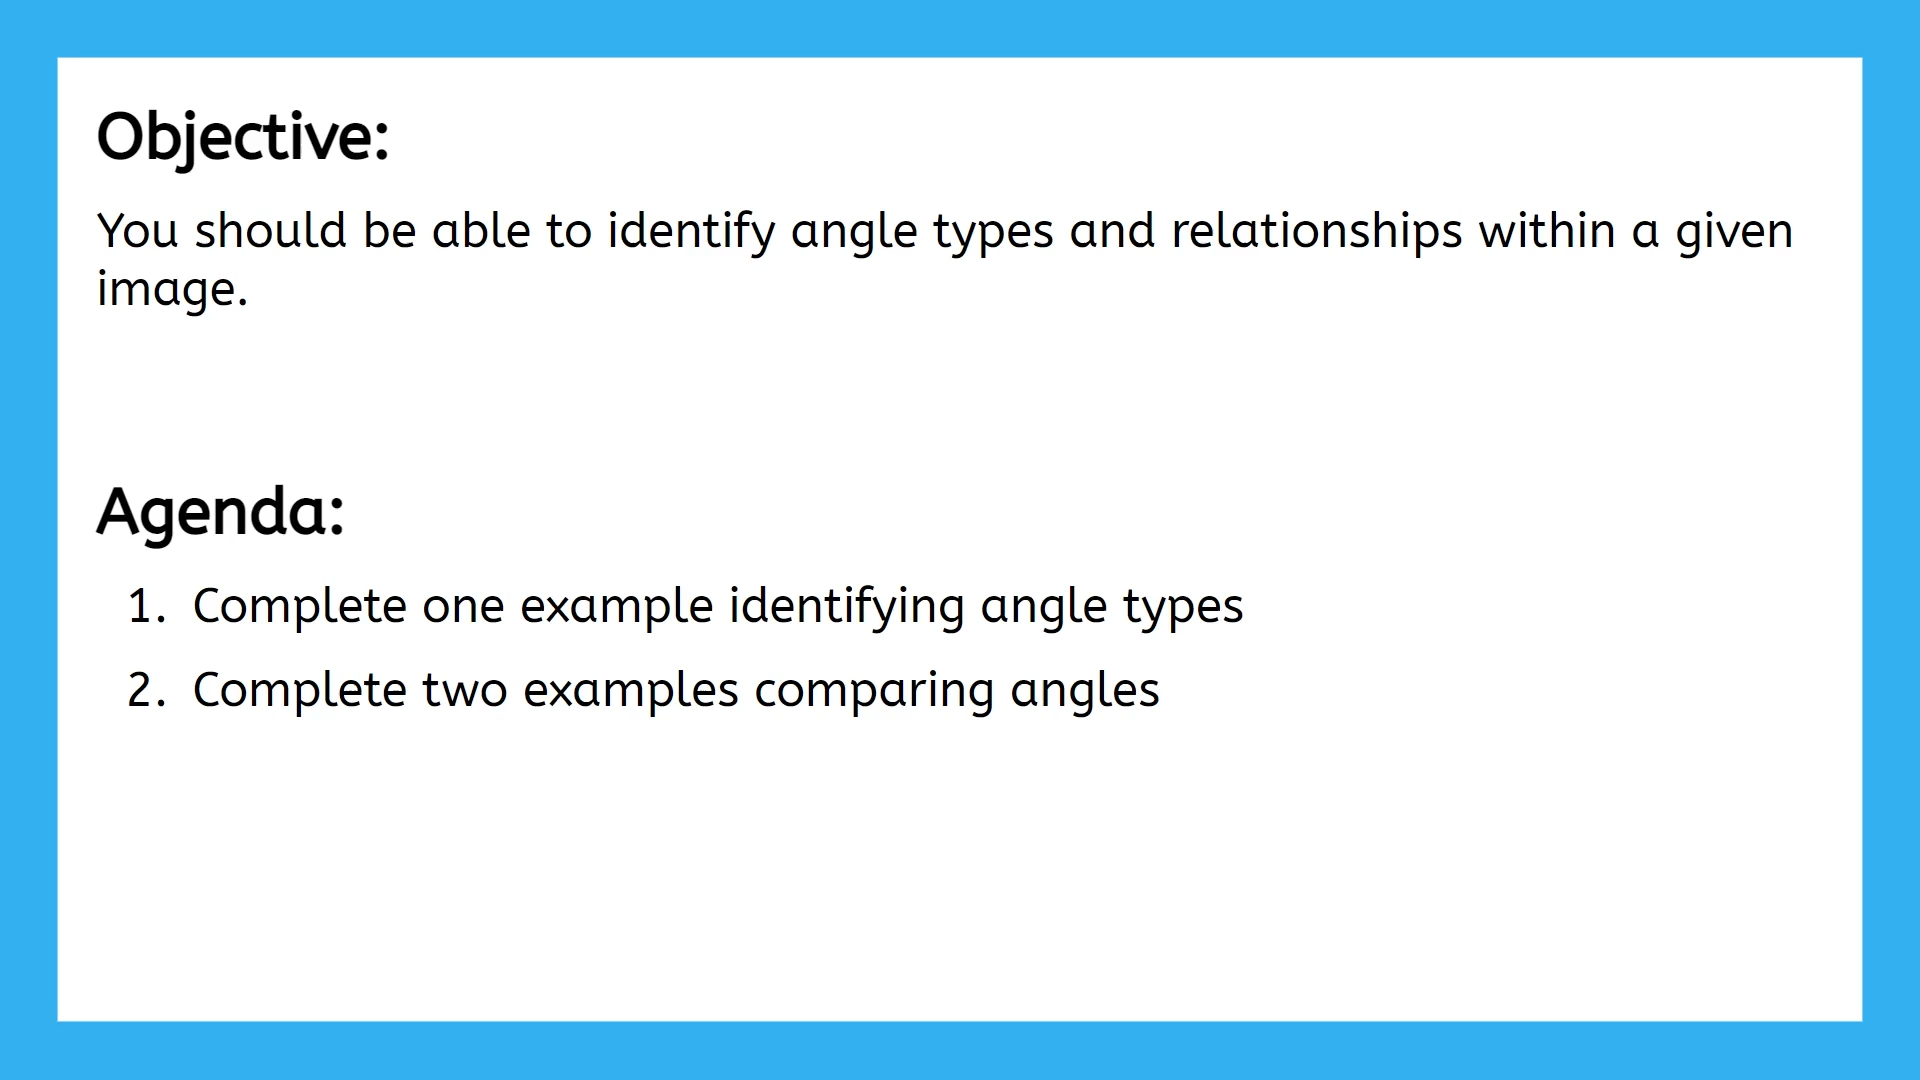 Objective:
You should be able to identify angle types and relationships within a given
image.
Agenda:
1. Complete one example identifying angle types
2. Complete two examples comparing angles